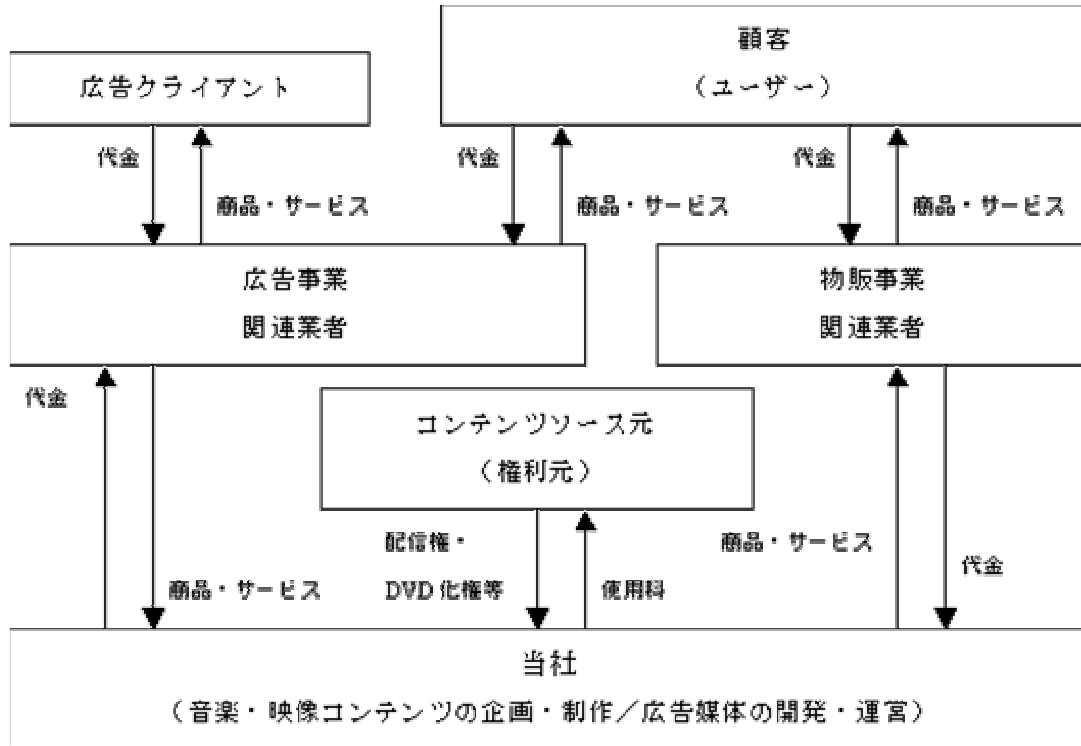 顧客
（ユーザー）
広告クライアント
代金
商品・サービス
代金
商品・サービス
代金
商品・サービス
広告事業
関連業者
物販事業
関連業者
代金
商品・サービス
コンテンツソース元
（権利元）
配信権・
DVD化権等
使用料
商品・サービス
代金
当社
（音楽・映像コンテンツの企画・制作／広告媒体の開発・運営）